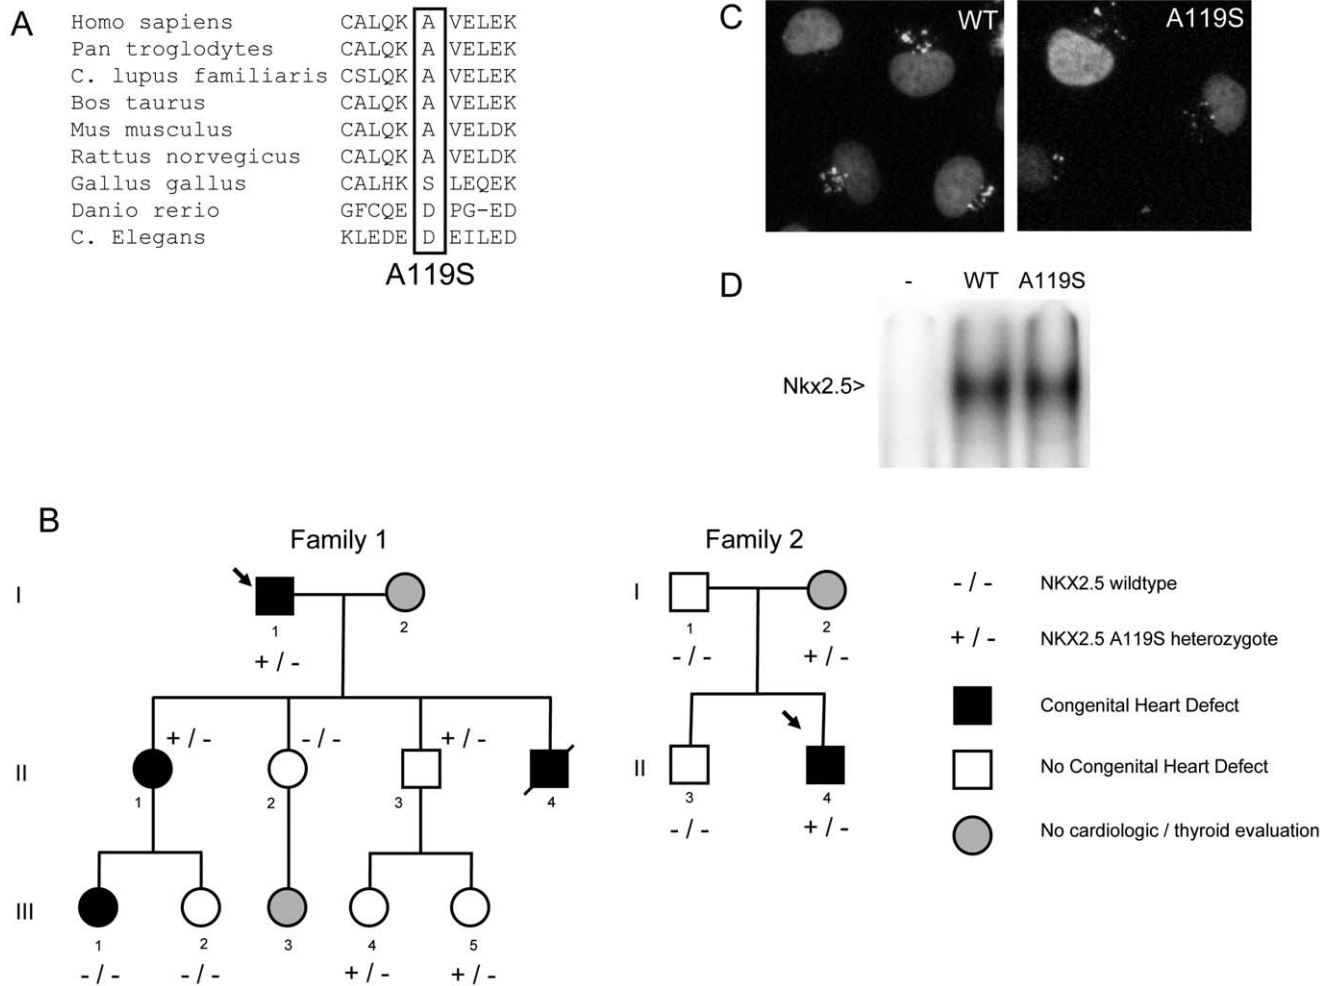 A
Homo sapiens CALQK A VELEK
Pan troglodytes CALQK A VELEK
C. lupus familiaris CSLQK A VELEK
Bos taurus CALQK A VELEK
Mus musculus CALQK A VELDK
Rattus norvegicus CALQK A VELDK
Gallus gallus CALHK S LEQEK
Danio rerio GFCQE D PG-ED
C. Elegans KLEDE D EILED
A119S
C
WT
A119S
D
- WT A119S
Nkx2.5>
B
Family 1
I
1 2
+ / -
+ / - - / - + / -
II
1 2 3 4
III
1 2 3 4 5
- / - - / - + / - + / -
Family 2
I
1 2
- / - + / -
II
3 4
- / - + / -
- / - NKX2.5 wildtype
+ / - NKX2.5 A119S heterozygote
Congenital Heart Defect
No Congenital Heart Defect
No cardiologic / thyroid evaluation